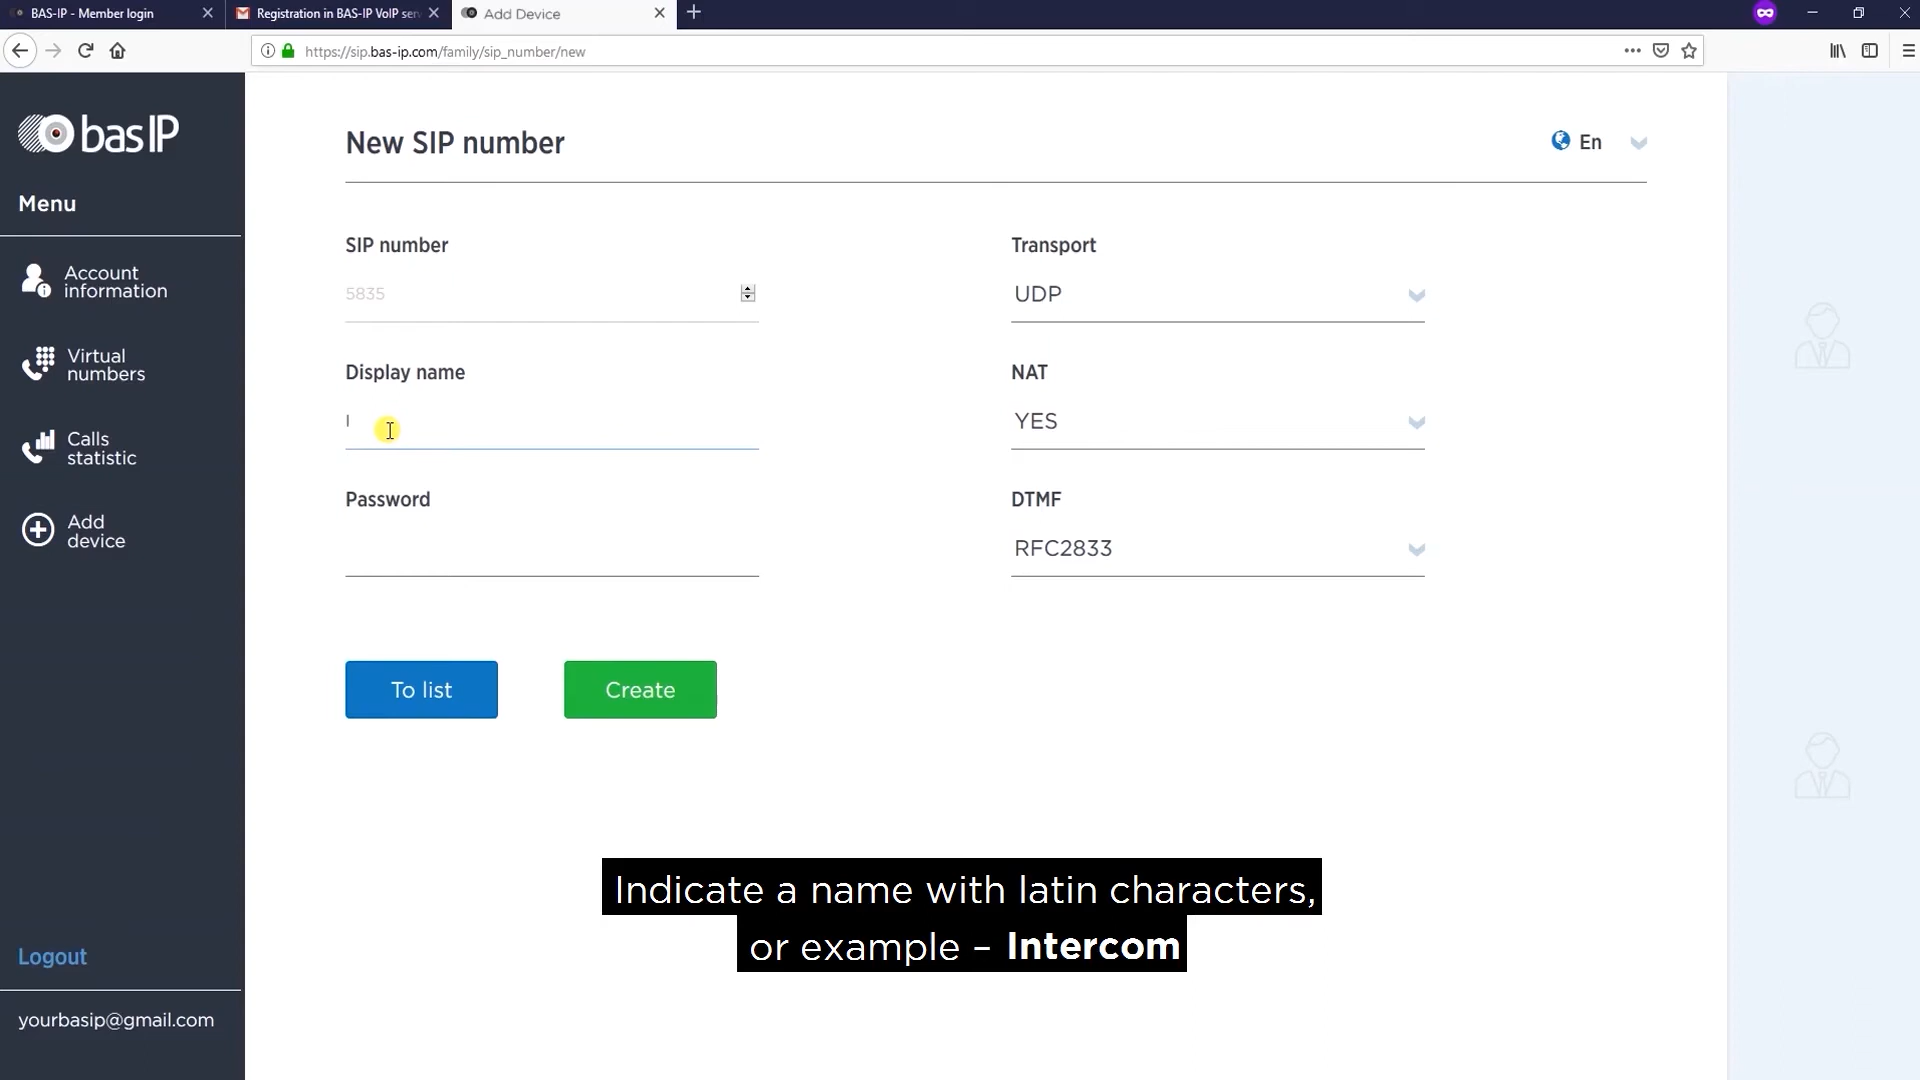 BAS-IP - Member login
Registration in BAS-IP VoIP ser
Add Device
https://sip.bas-ip.com/family/sip_number/new
bas IP
Menu
Account
information
Virtual
numbers
Calls
statistic
Add
device
Logout
yourbasip@gmail.com
New SIP number
En
SIP number
5835
Display name
Password
Transport
UDP
NAT
YES
DTMF
RFC2833
To list
Create
Indicate a name with latin characters,
or example – Intercom